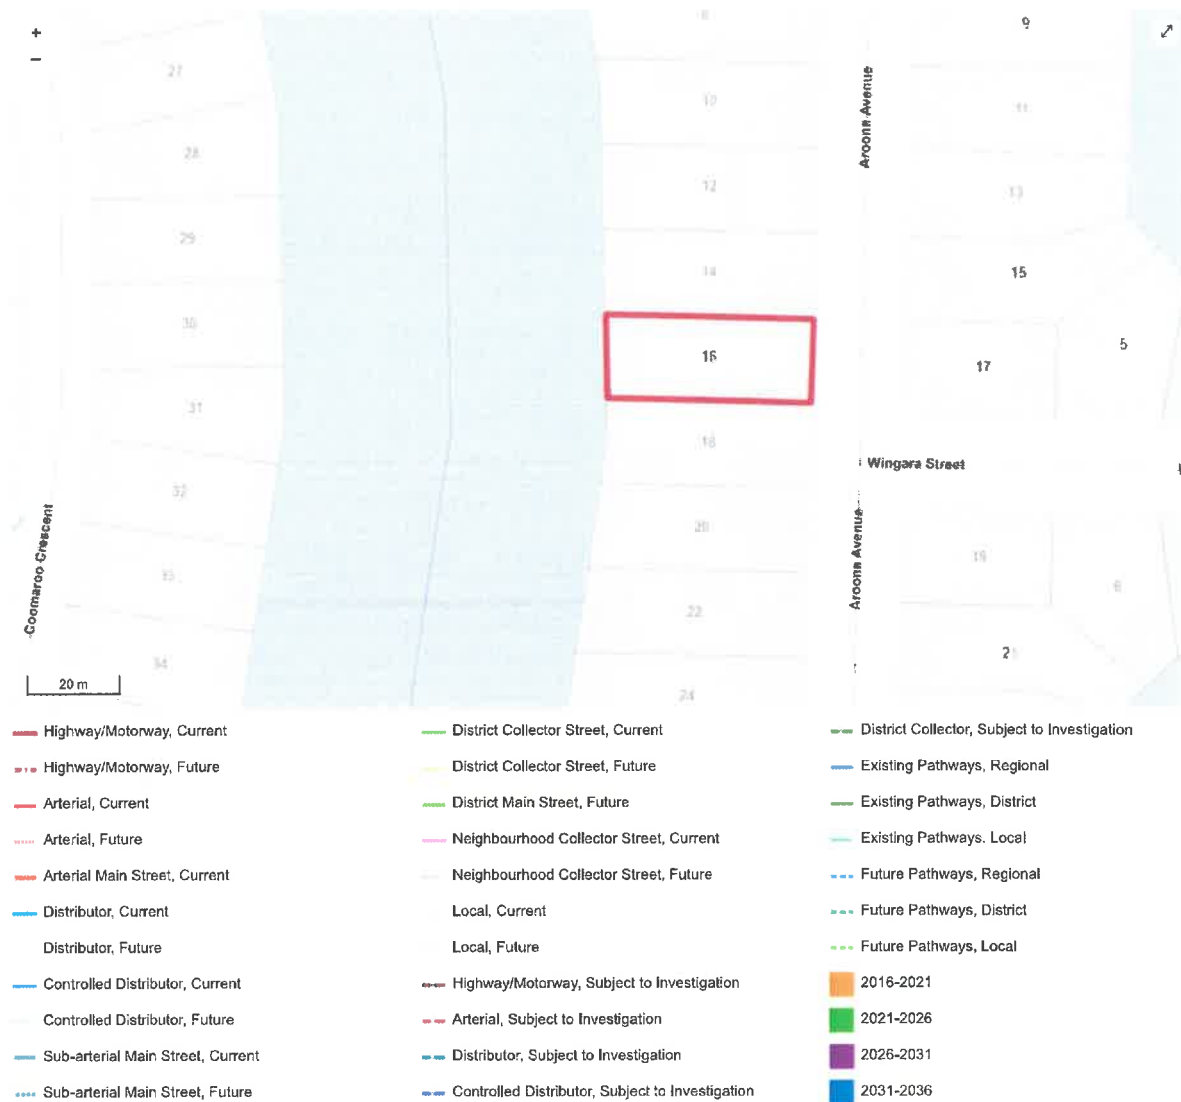 +
−
27
28
29
30
31
32
33
34
Coomaroo Crescent
20 m
8
10
12
14
16
18
20
22
24
Aroona Avenue
9
11
13
15
17
5
Wingara Street
Aroona Avenue
19
6
21
Highway/Motorway, Current
Highway/Motorway, Future
Arterial, Current
Arterial, Future
Arterial Main Street, Current
Distributor, Current
Distributor, Future
Controlled Distributor, Current
Controlled Distributor, Future
Sub-arterial Main Street, Current
Sub-arterial Main Street, Future
District Collector Street, Current
District Collector Street, Future
District Main Street, Future
Neighbourhood Collector Street, Current
Neighbourhood Collector Street, Future
Local, Current
Local, Future
Highway/Motorway, Subject to Investigation
Arterial, Subject to Investigation
Distributor, Subject to Investigation
Controlled Distributor, Subject to Investigation
District Collector, Subject to Investigation
Existing Pathways, Regional
Existing Pathways, District
Existing Pathways. Local
Future Pathways, Regional
Future Pathways, District
Future Pathways, Local
2016-2021
2021-2026
2026-2031
2031-2036